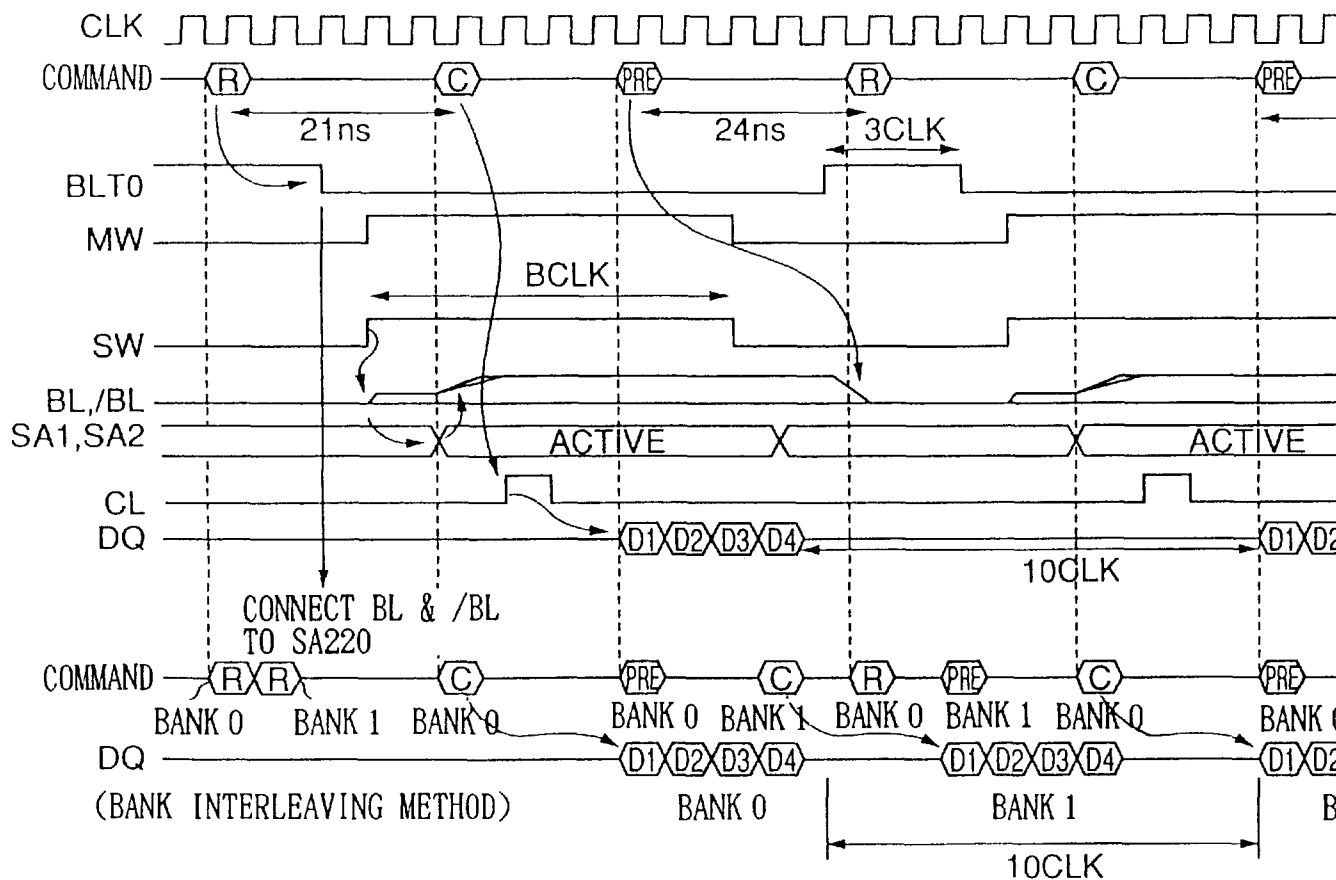 CLK
COMMAND R C PRE R C PRE
21ns 24ns 3CLK
BLT0
MW
BCLK
SW
BL,/BL
SA1,SA2 ACTIVE ACTIVE
CL
DQ D1 D2 D3 D4 D1 D2
10CLK
CONNECT BL & /BL
TO SA220
COMMAND R R C PRE C R PRE C PRE
BANK 0 BANK 1 BANK 0 BANK 0 BANK 1 BANK 0 BANK 1 BANK 0 BANK
DQ D1 D2 D3 D4 D1 D2 D3 D4 D1 D2
(BANK INTERLEAVING METHOD) BANK 0 BANK 1 B
10CLK